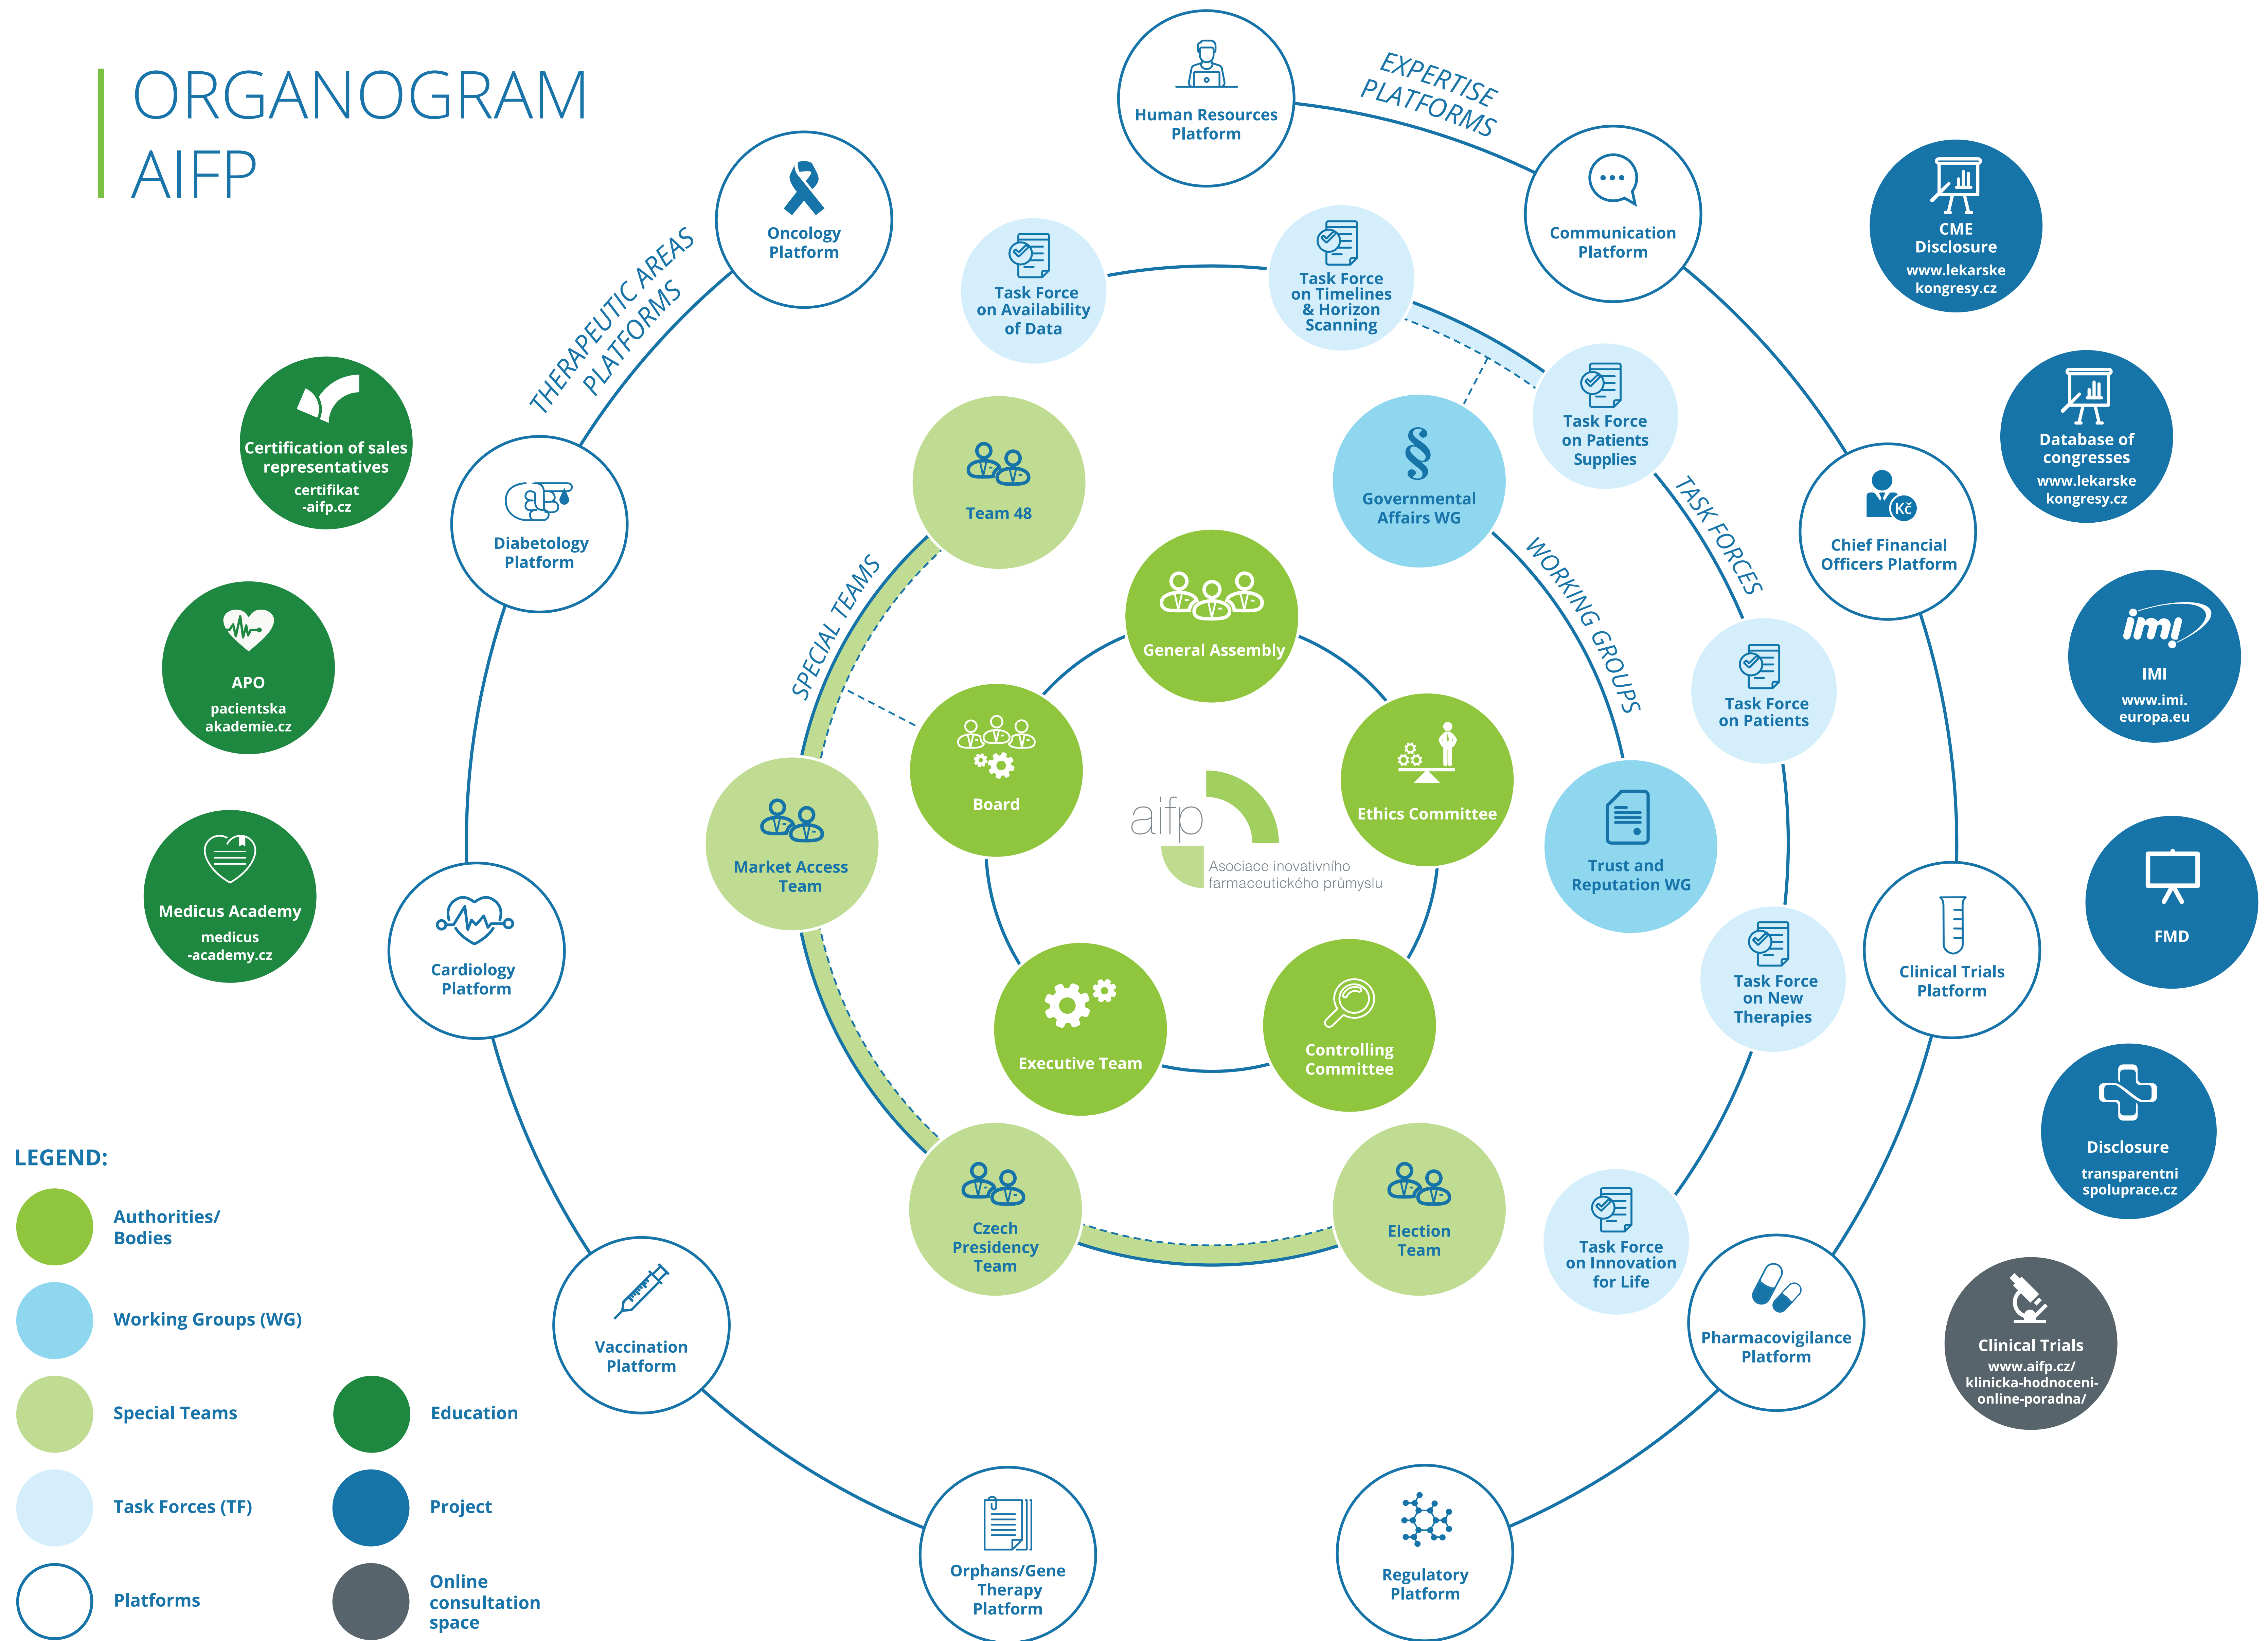 ORGANOGRAM
AIFP
THERAPEUTIC AREAS
PLATFORMS
Oncology
Platform
Diabetology
Platform
Cardiology
Platform
Vaccination
Platform
Orphans/Gene
Therapy
Platform
EXPERTISE
PLATFORMS
Human Resources
Platform
Communication
Platform
Chief Financial
Officers Platform
Kč
Clinical Trials
Platform
Pharmacovigilance
Platform
Regulatory
Platform
TASK FORCES
Task Force
on Availability
of Data
Task Force
on Timelines
& Horizon
Scanning
Task Force
on Patients
Supplies
Task Force
on Patients
Task Force
on New
Therapies
Task Force
on Innovation
for Life
WORKING GROUPS
§
Governmental
Affairs WG
Trust and
Reputation WG
SPECIAL TEAMS
Team 48
Market Access
Team
Czech
Presidency
Team
Election
Team
General Assembly
Board
Ethics Committee
Executive Team
Controlling
Committee
aifp
Asociace inovativního
farmaceutického průmyslu
Certification of sales
representatives
certifikat
-aifp.cz
APO
pacientska
akademie.cz
Medicus Academy
medicus
-academy.cz
CME
Disclosure
www.lekarske
kongresy.cz
Database of
congresses
www.lekarske
kongresy.cz
imi
IMI
www.imi.
europa.eu
FMD
Disclosure
transparentni
spoluprace.cz
Clinical Trials
www.aifp.cz/
klinicka-hodnoceni-
online-poradna/
LEGEND:
Authorities/
Bodies
Working Groups (WG)
Special Teams
Task Forces (TF)
Platforms
Education
Project
Online
consultation
space